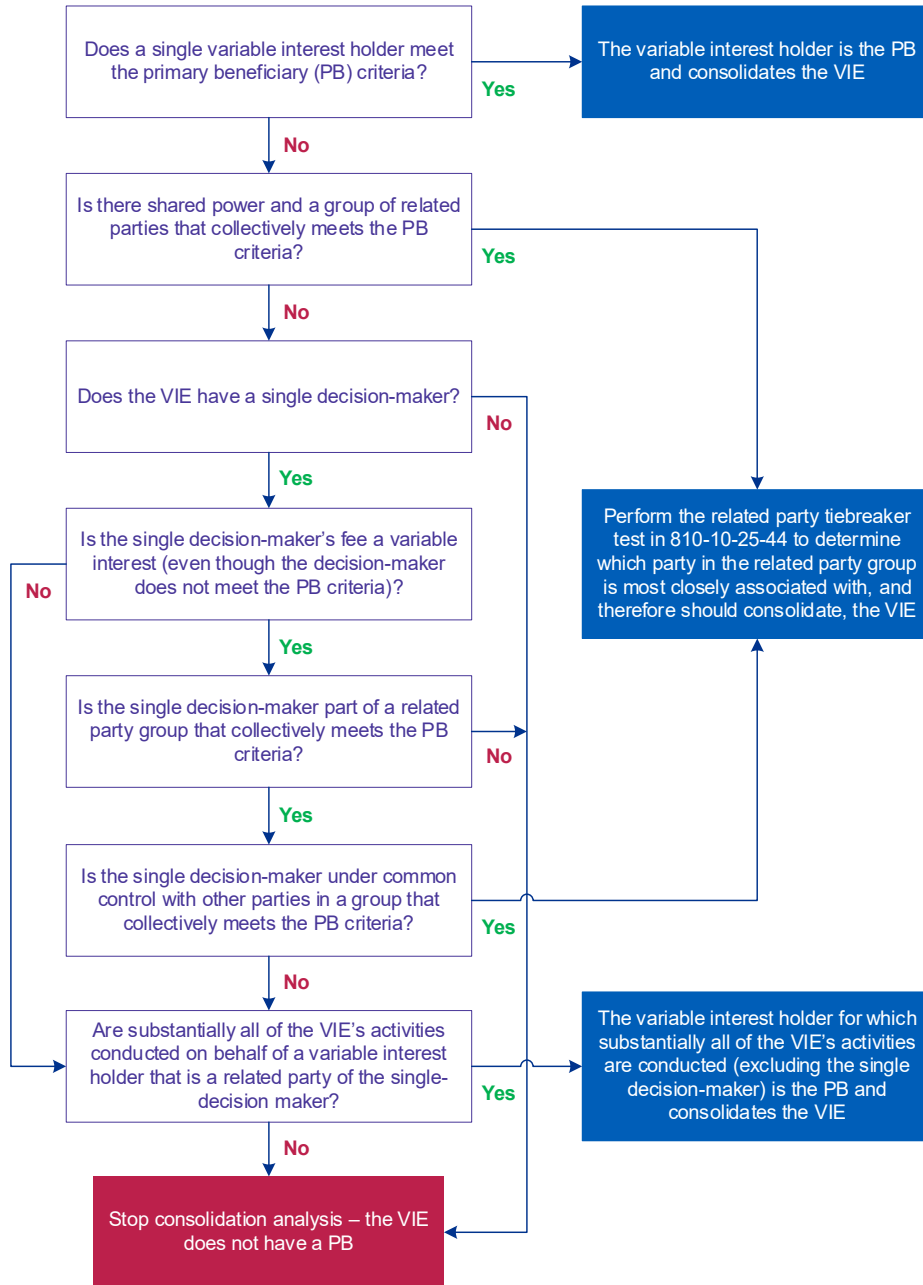 Does a single variable interest holder meet
the primary beneficiary (PB) criteria?
Yes
The variable interest holder is the PB
and consolidates the VIE
No
Is there shared power and a group of related
parties that collectively meets the PB
criteria?
Yes
No
Does the VIE have a single decision-maker?
No
Yes
Is the single decision-maker's fee a variable
interest (even though the decision-maker
does not meet the PB criteria)?
No
Perform the related party tiebreaker
test in 810-10-25-44 to determine
which party in the related party group
is most closely associated with, and
therefore should consolidate, the VIE
Yes
Is the single decision-maker part of a related
party group that collectively meets the PB
criteria?
No
Yes
Is the single decision-maker under common
control with other parties in a group that
collectively meets the PB criteria?
Yes
No
Are substantially all of the VIE's activities
conducted on behalf of a variable interest
holder that is a related party of the single-
decision maker?
Yes
The variable interest holder for which
substantially all of the VIE's activities
are conducted (excluding the single
decision-maker) is the PB and
consolidates the VIE
No
Stop consolidation analysis – the VIE
does not have a PB